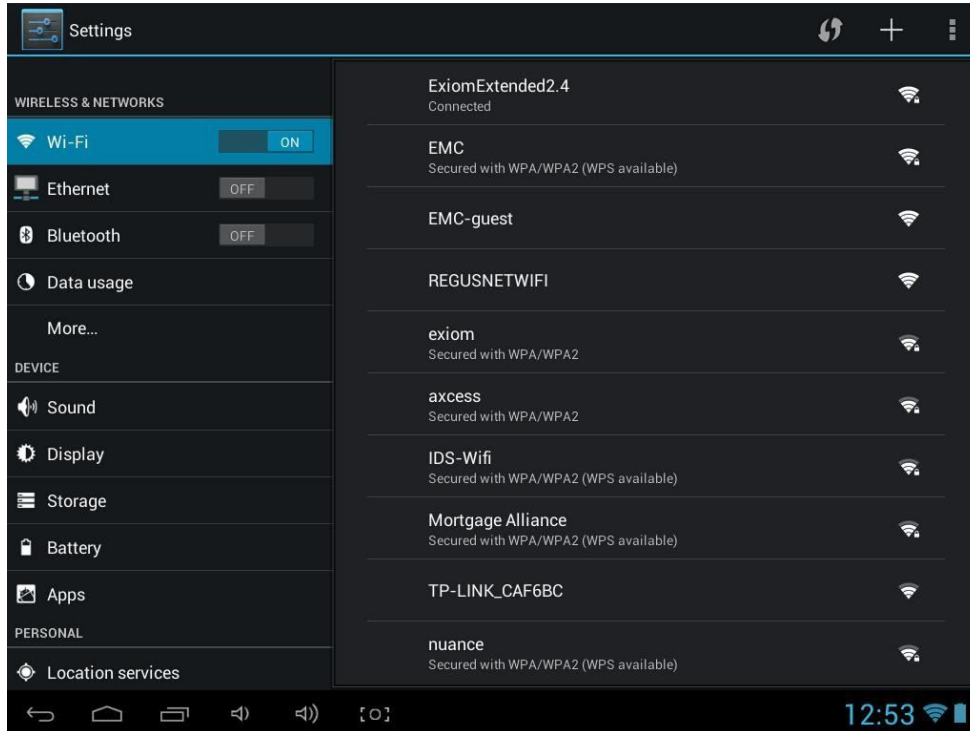 Settings
WIRELESS & NETWORKS
Wi-Fi ON
Ethernet OFF
Bluetooth OFF
Data usage
More...
DEVICE
Sound
Display
Storage
Battery
Apps
PERSONAL
Location services
ExiomExtended2.4
Connected
EMC
Secured with WPA/WPA2 (WPS available)
EMC-guest
REGUSNETWIFI
exiom
Secured with WPA/WPA2
axcess
Secured with WPA/WPA2
IDS-Wifi
Secured with WPA/WPA2 (WPS available)
Mortgage Alliance
Secured with WPA/WPA2 (WPS available)
TP-LINK_CAF6BC
nuance
Secured with WPA/WPA2 (WPS available)
12:53